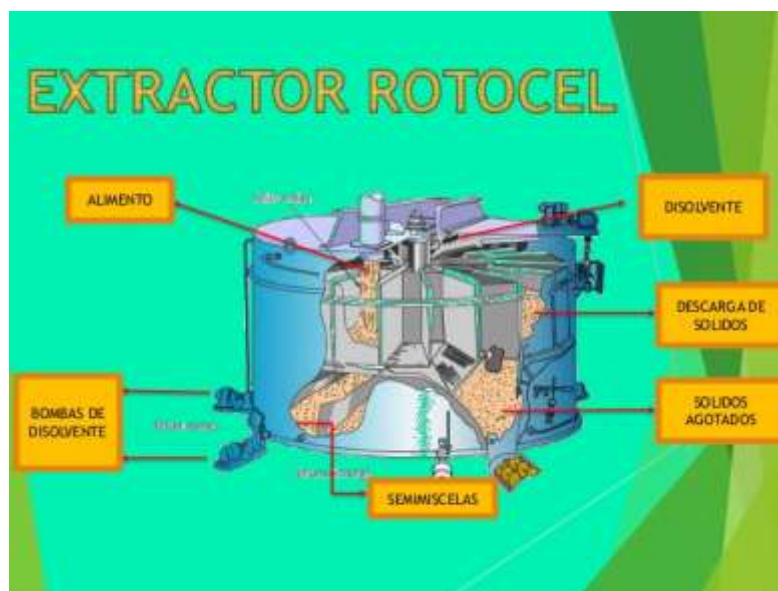 EXTRACTOR ROTOCEL
ALIMENTO
DISOLVENTE
DESCARGA DE
SOLIDOS
BOMBAS DE
DISOLVENTE
SOLIDOS
AGOTADOS
SEMIMISCELAS